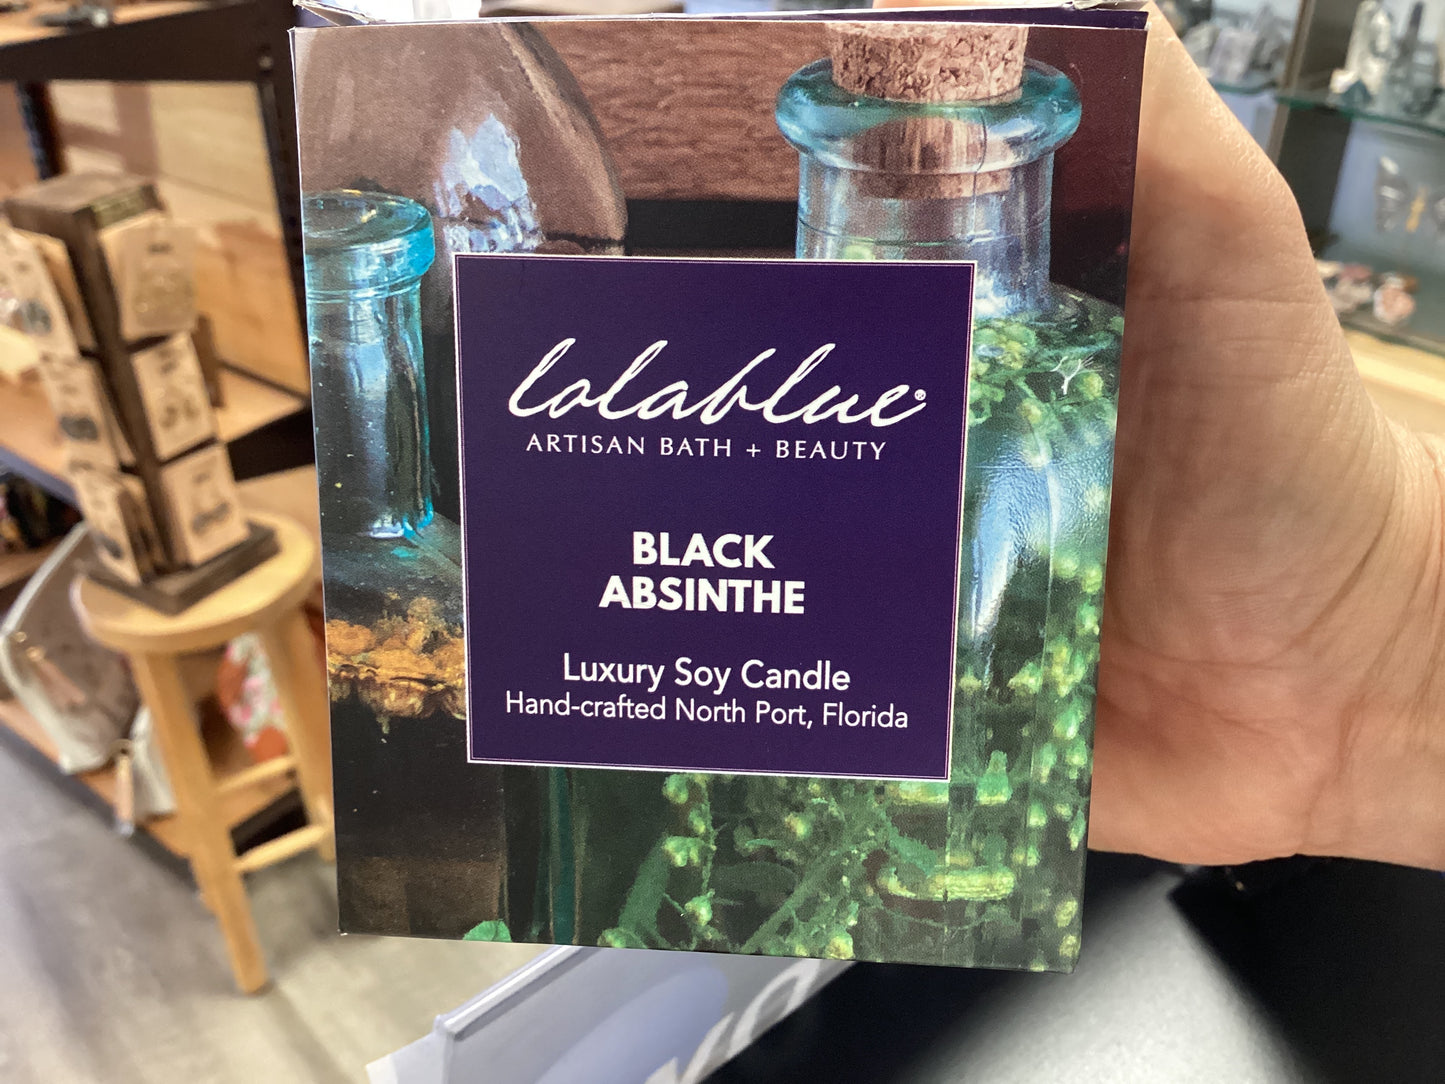 lolablue®
ARTISAN BATH + BEAUTY
BLACK
ABSINTHE
Luxury Soy Candle
Hand-crafted North Port, Florida